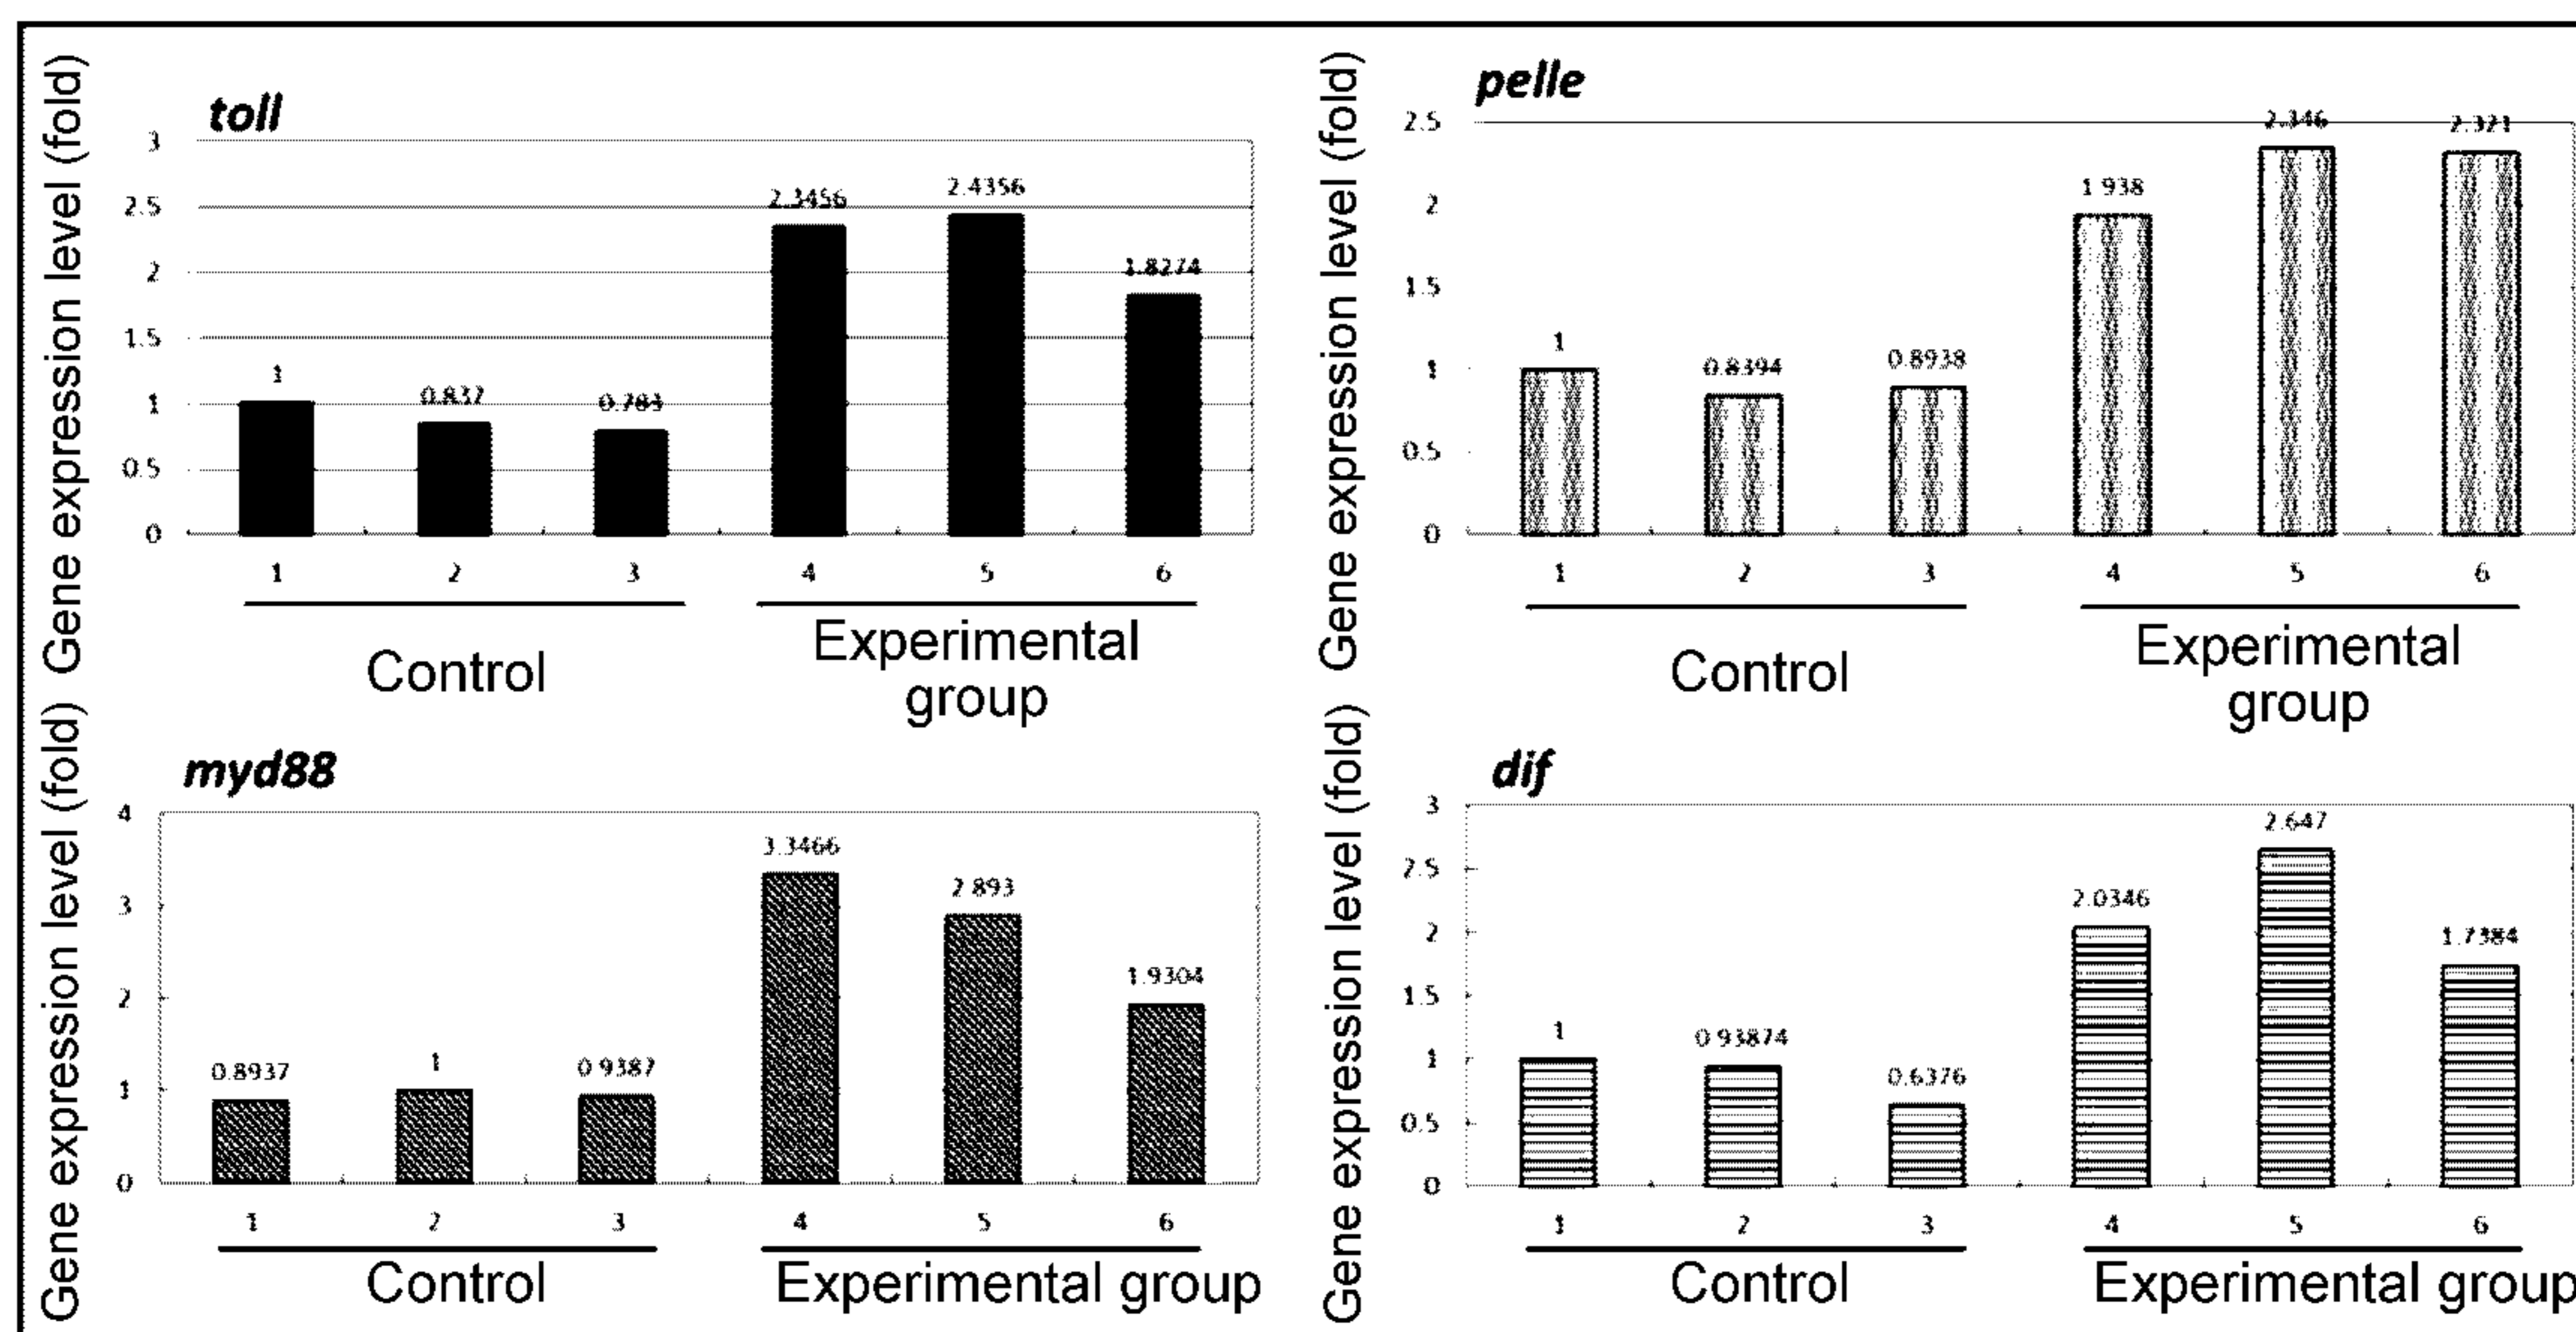 Gene expression level (fold)
toll
3
2.5
2
1.5
1
0.5
0
1
0.837
0.783
2.3456
2.4356
1.8274
1 2 3 4 5 6
Control
Experimental
group
Gene expression level (fold)
pelle
2.5
2
1.5
1
0.5
0
1
0.8394
0.8938
1.938
2.346
2.321
1 2 3 4 5 6
Control
Experimental
group
Gene expression level (fold)
myd88
4
3
2
1
0
0.8937
1
0.9387
3.3466
2.893
1.9304
1 2 3 4 5 6
Control
Experimental group
Gene expression level (fold)
dif
3
2.5
2
1.5
1
0.5
0
1
0.93874
0.6376
2.0346
2.647
1.7384
1 2 3 4 5 6
Control
Experimental group